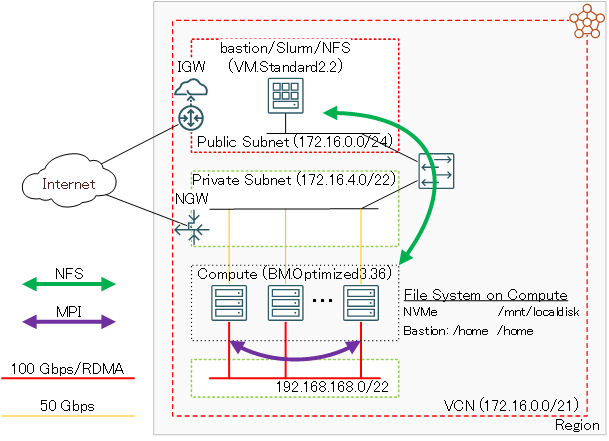 bastion/Slurm/NFS
(VM.Standard2.2)
IGW
Public Subnet (172.16.0.0/24)
Internet
Private Subnet (172.16.4.0/22)
NGW
NFS
MPI
100 Gbps/RDMA
50 Gbps
Compute (BM.Optimized3.36)
...
File System on Compute
NVMe /mnt/localdisk
Bastion: /home /home
192.168.168.0/22
VCN (172.16.0.0/21)
Region